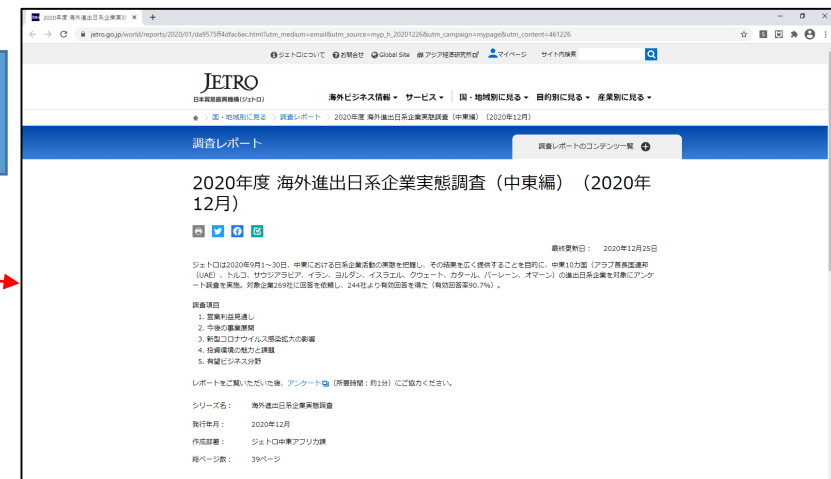 2020年度 海外進出日系企業実態
jetro.go.jp/world/reports/2020/01/da9575ff4dfac6ec.html?utm_medium=email&utm_source=myp_h_20201226&utm_campaign=mypage&utm_content=461226
ジェトロについて お問合せ Global Site アジア経済研究所 マイページ サイト内検索
JETRO
日本貿易振興機構(ジェトロ)
海外ビジネス情報 サービス 国・地域別に見る 目的別に見る 産業別に見る
国・地域別に見る 調査レポート 2020年度 海外進出日系企業実態調査（中東編）（2020年12月）
調査レポート 調査レポートのコンテンツ一覧
2020年度 海外進出日系企業実態調査（中東編）（2020年
12月）
最終更新日： 2020年12月25日
ジェトロは2020年9月1～30日、中東における日系企業活動の実態を把握し、その結果を広く提供することを目的に、中東10カ国（アラブ首長国連邦
（UAE）、トルコ、サウジアラビア、イラン、ヨルダン、イスラエル、クウェート、カタール、バーレーン、オマーン）の進出日系企業を対象にアンケ
ート調査を実施。対象企業269社に回答を依頼し、244社より有効回答を得た（有効回答率90.7%）。
調査項目
1. 営業利益見通し
2. 今後の事業展開
3. 新型コロナウイルス感染拡大の影響
4. 投資環境の魅力と課題
5. 有望ビジネス分野
レポートをご覧いただいた後、アンケート（所要時間：約1分）にご協力ください。
シリーズ名： 海外進出日系企業実態調査
発行年月： 2020年12月
作成部署： ジェトロ中東アフリカ課
総ページ数： 39ページ